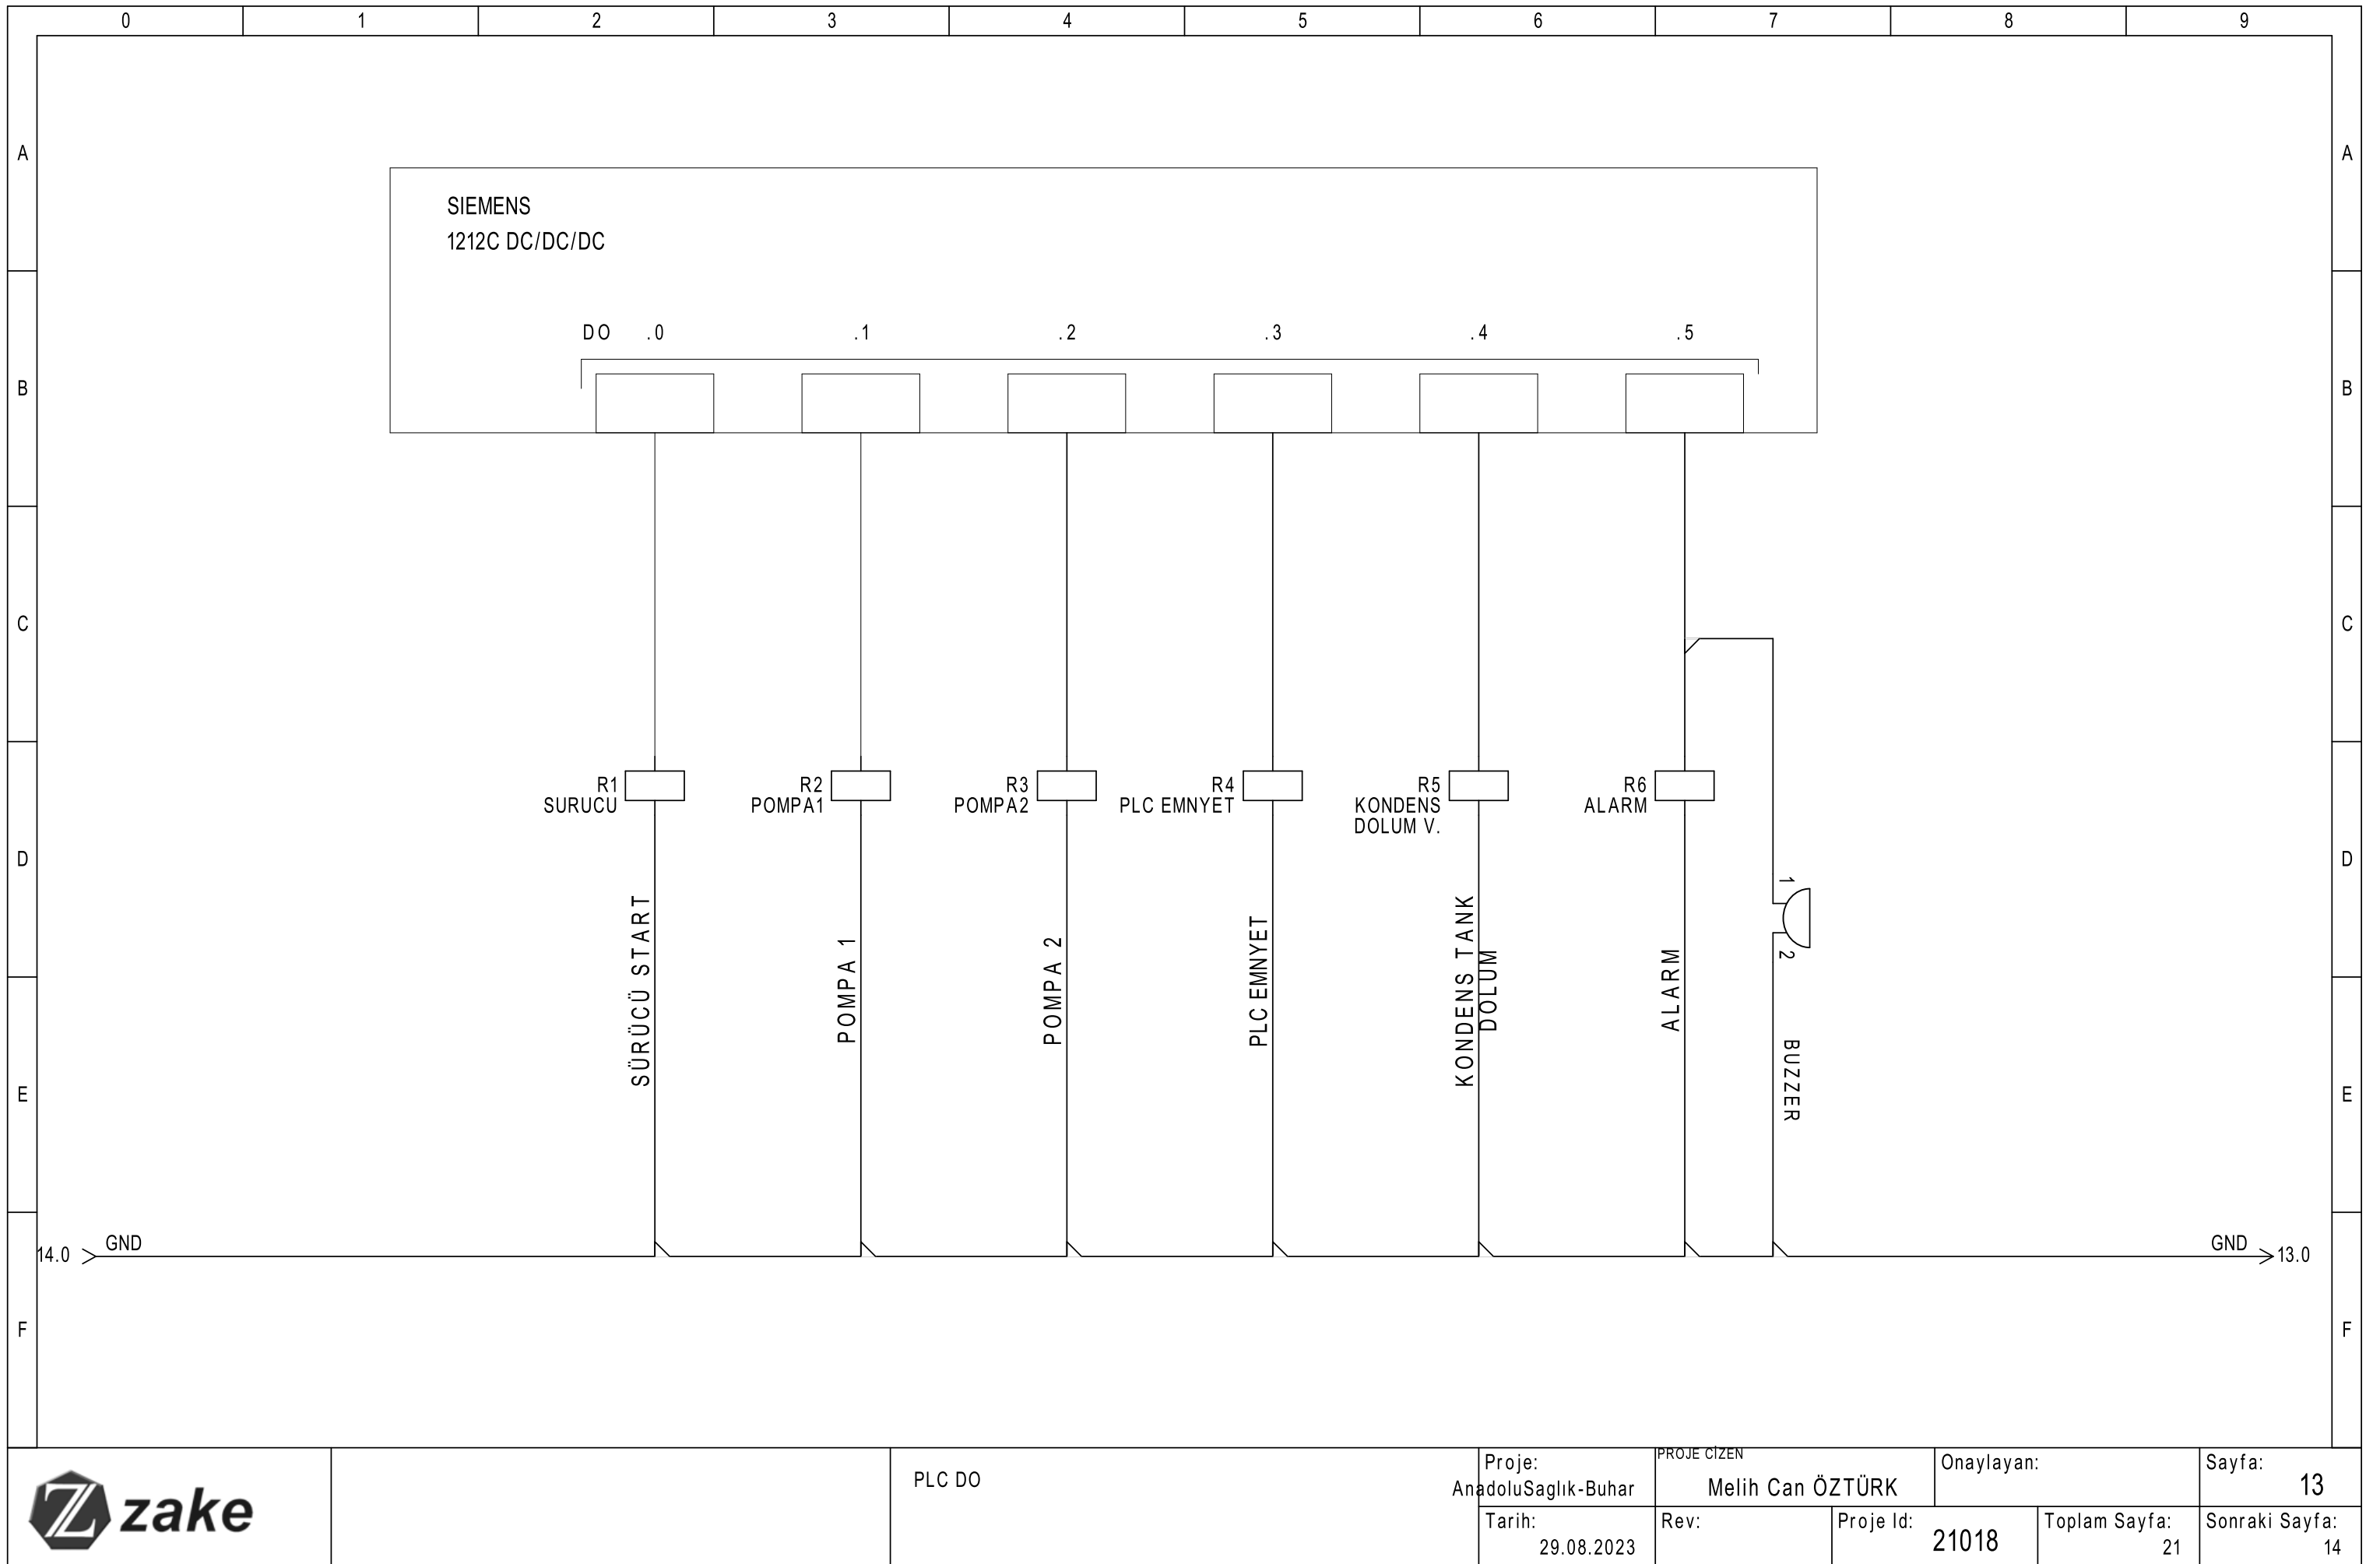 0 1 2 3 4 5 6 7 8 9
A A
SIEMENS
1212C DC/DC/DC
DO .0 .1 .2 .3 .4 .5
B B
C C
R1
SURUCU
R2
POMPA1
R3
POMPA2
R4
PLC EMNYET
R5
KONDENS
DOLUM V.
R6
ALARM
D D
1
2
SÜRÜCÜ START
POMPA 1
POMPA 2
PLC EMNYET
KONDENS TANK
DOLUM
ALARM
BUZZER
E E
14.0 GND
GND 13.0
F F
zake
PLC DO
Proje:
AnadoluSaglık-Buhar
PROJE CİZEN
Melih Can ÖZTÜRK
Onaylayan:
Sayfa:
13
Tarih:
29.08.2023
Rev:
Proje Id:
21018
Toplam Sayfa:
21
Sonraki Sayfa:
14